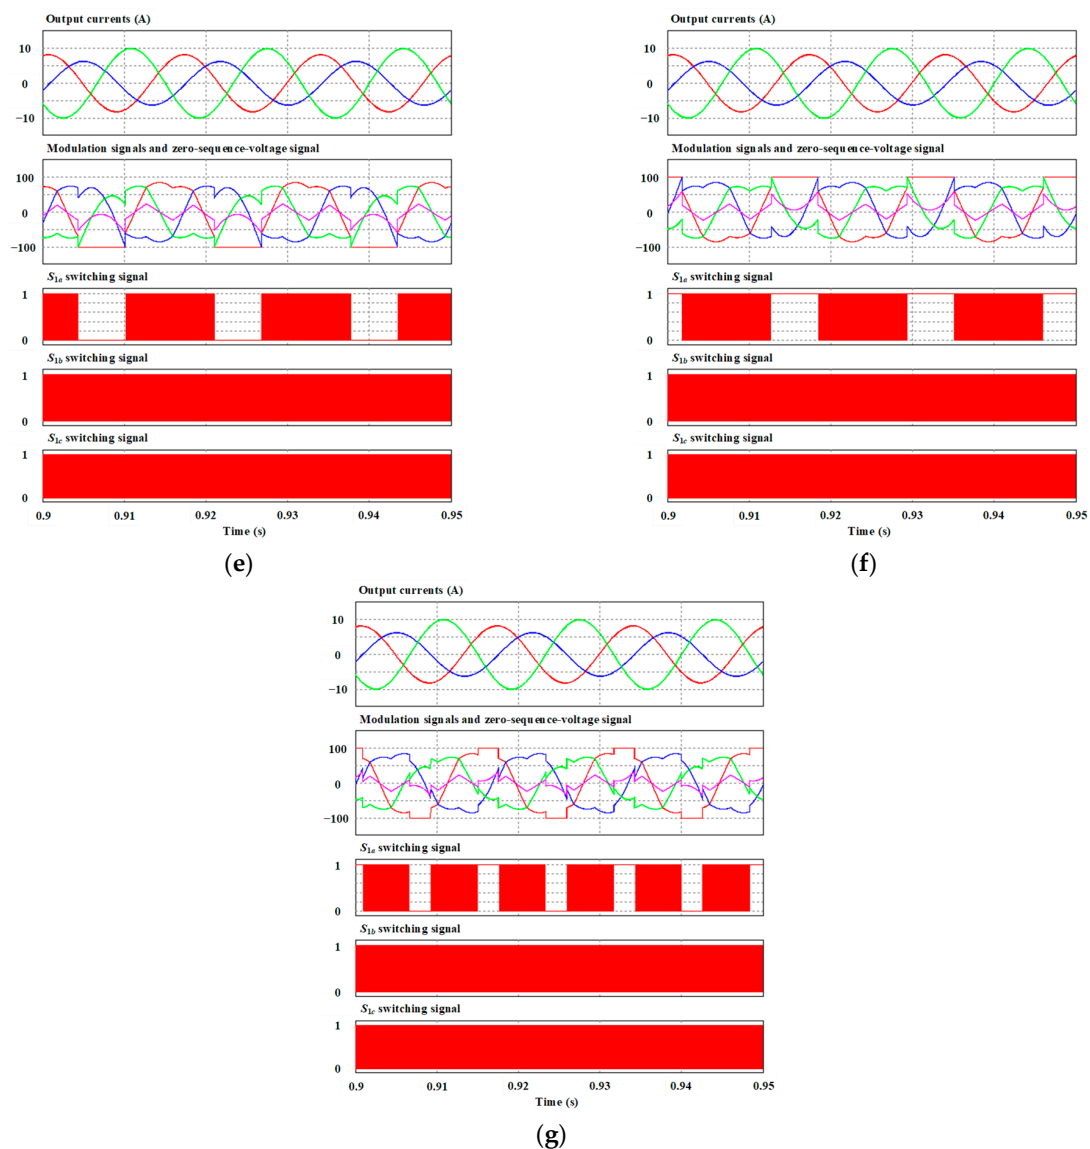 Output currents (A)
10
0
−10
Modulation signals and zero-sequence-voltage signal
100
0
−100
S1a switching signal
1
0
S1b switching signal
1
0
S1c switching signal
1
0
0.9 0.91 0.92 0.93 0.94 0.95
Time (s)
(e)
Output currents (A)
10
0
−10
Modulation signals and zero-sequence-voltage signal
100
0
−100
S1a switching signal
1
0
S1b switching signal
1
0
S1c switching signal
1
0
0.9 0.91 0.92 0.93 0.94 0.95
Time (s)
(f)
Output currents (A)
10
0
−10
Modulation signals and zero-sequence-voltage signal
100
0
−100
S1a switching signal
1
0
S1b switching signal
1
0
S1c switching signal
1
0
0.9 0.91 0.92 0.93 0.94 0.95
Time (s)
(g)